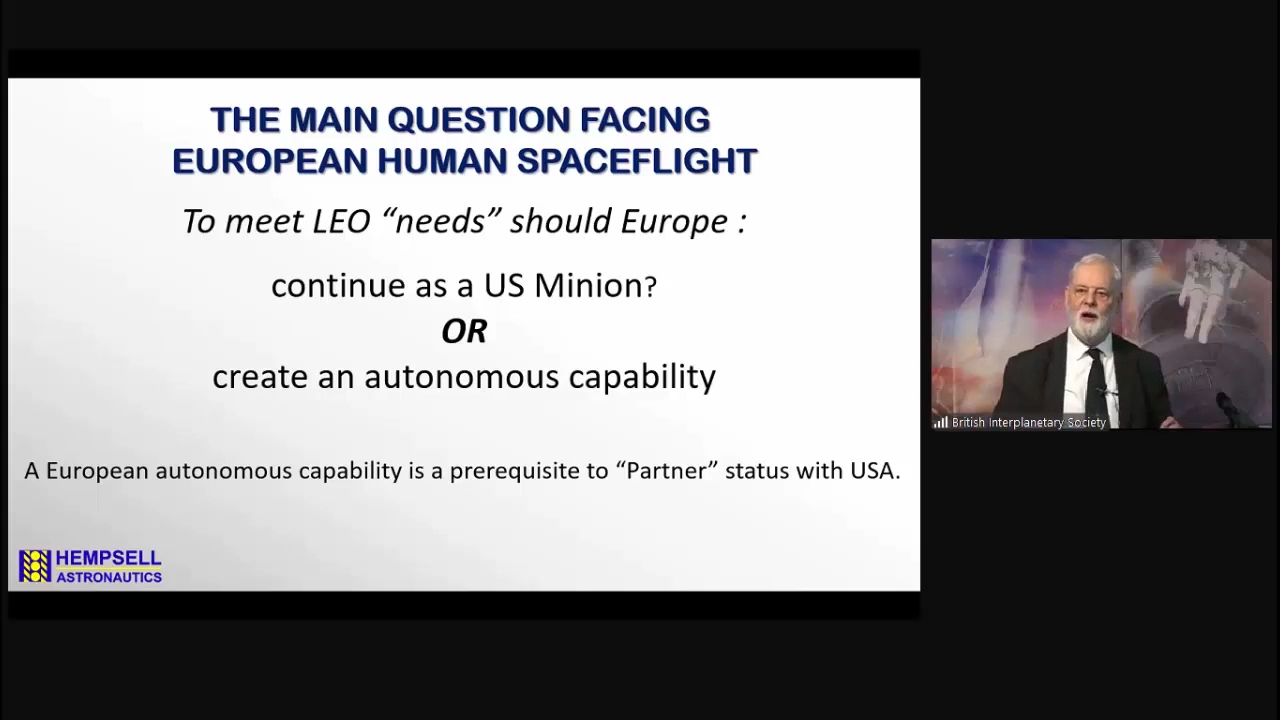 THE MAIN QUESTION FACING
EUROPEAN HUMAN SPACEFLIGHT
To meet LEO “needs” should Europe :
continue as a US Minion?
OR
create an autonomous capability
A European autonomous capability is a prerequisite to “Partner” status with USA.
HEMPSELL
ASTRONAUTICS
British Interplanetary Society